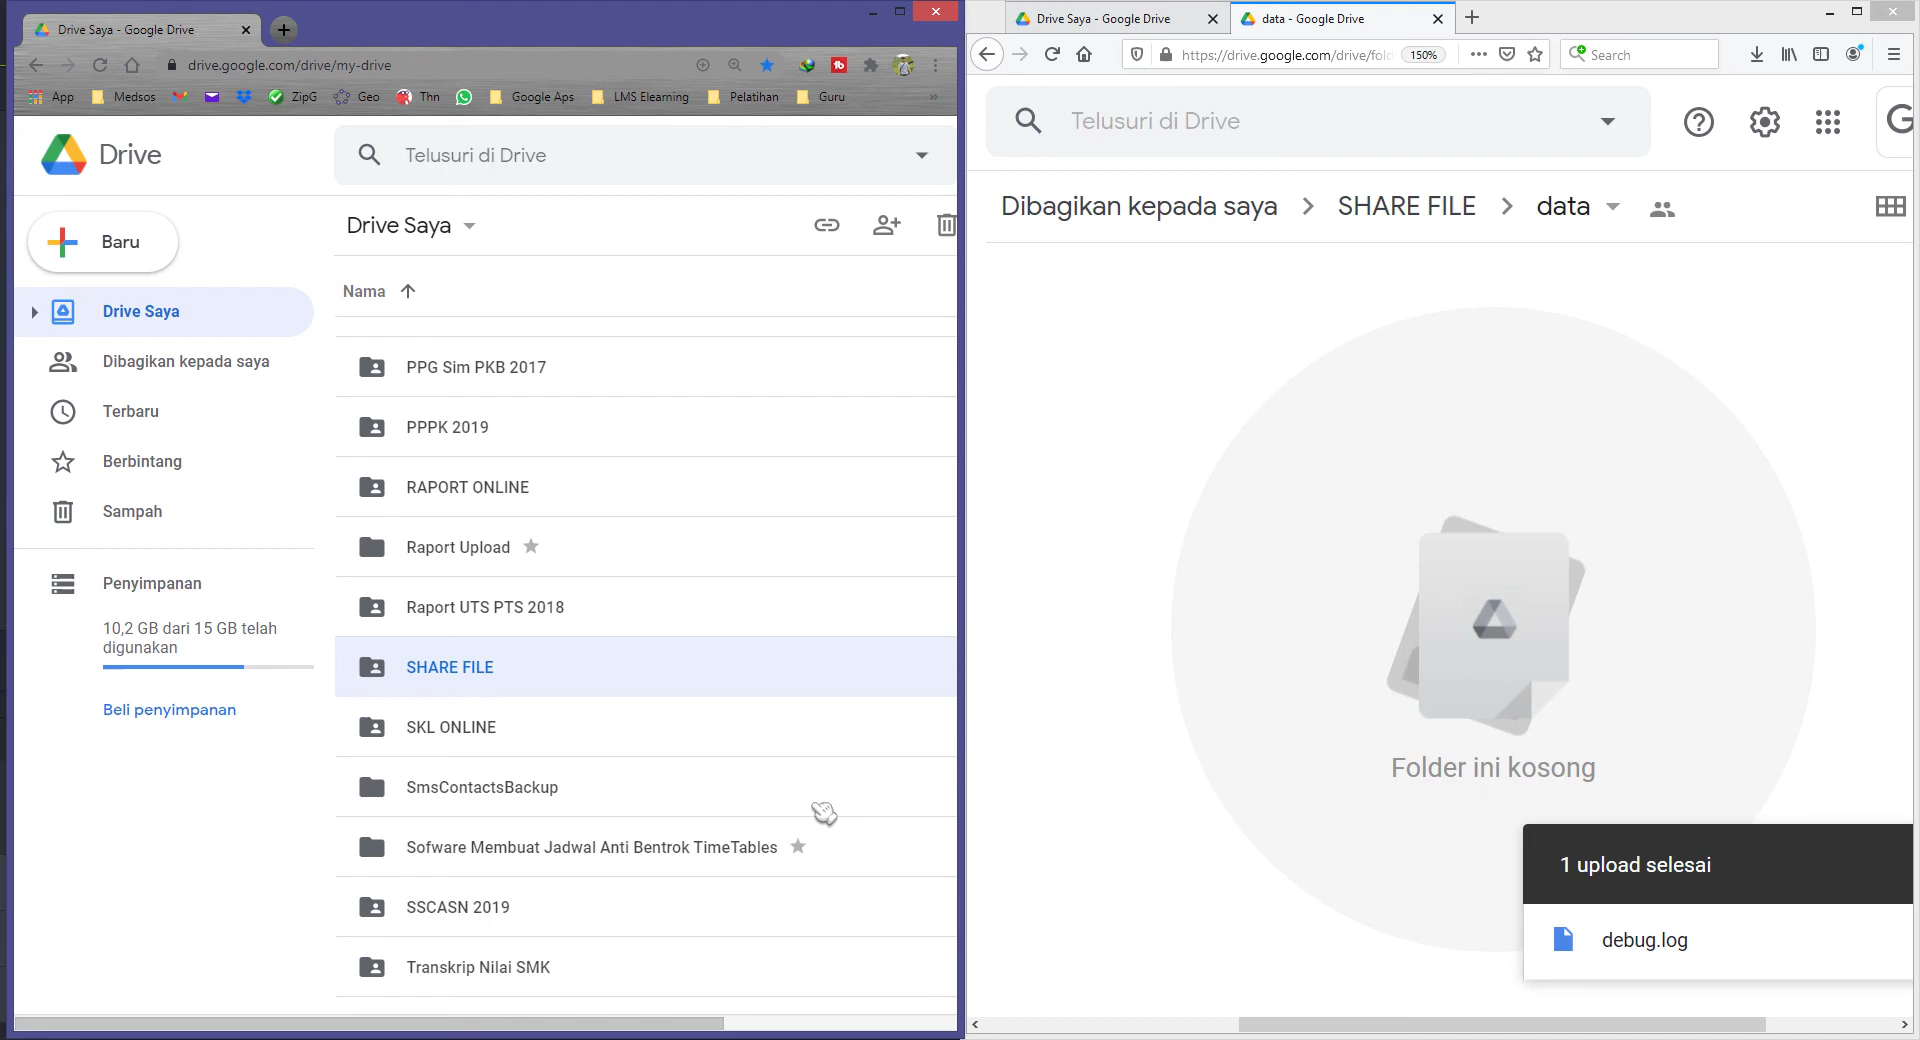 Drive Saya - Google Drive
drive.google.com/drive/my-drive
App
Medsos
ZipG
Geo
Thn
Google Aps
LMS Elearning
Pelatihan
Guru
»
Drive
Telusuri di Drive
Baru
Drive Saya
Dibagikan kepada saya
Terbaru
Berbintang
Sampah
Penyimpanan
10,2 GB dari 15 GB telah
digunakan
Beli penyimpanan
Drive Saya
Nama
PPG Sim PKB 2017
PPPK 2019
RAPORT ONLINE
Raport Upload
Raport UTS PTS 2018
SHARE FILE
SKL ONLINE
SmsContactsBackup
Sofware Membuat Jadwal Anti Bentrok TimeTables
SSCASN 2019
Transkrip Nilai SMK
Drive Saya - Google Drive
data - Google Drive
https://drive.google.com/drive/fol
150%
Search
Telusuri di Drive
G
Dibagikan kepada saya > SHARE FILE > data
Folder ini kosong
1 upload selesai
debug.log